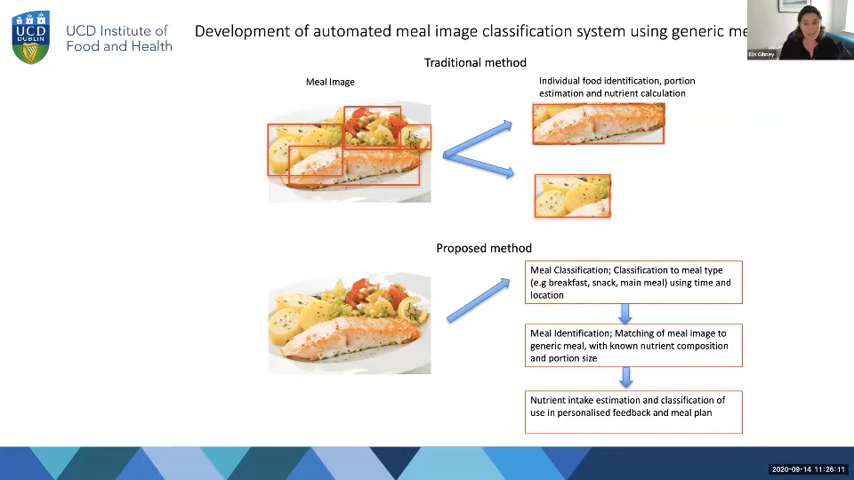 UCD
DUBLIN
UCD Institute of
Food and Health
Development of automated meal image classification system using generic me
Eile Gibney
Traditional method
Meal Image
Individual food identification, portion
estimation and nutrient calculation
Proposed method
Meal Classification; Classification to meal type
(e.g breakfast, snack, main meal) using time and
location
Meal Identification; Matching of meal image to
generic meal, with known nutrient composition
and portion size
Nutrient intake estimation and classification of
use in personalised feedback and meal plan
2020-09-14 11:26:11